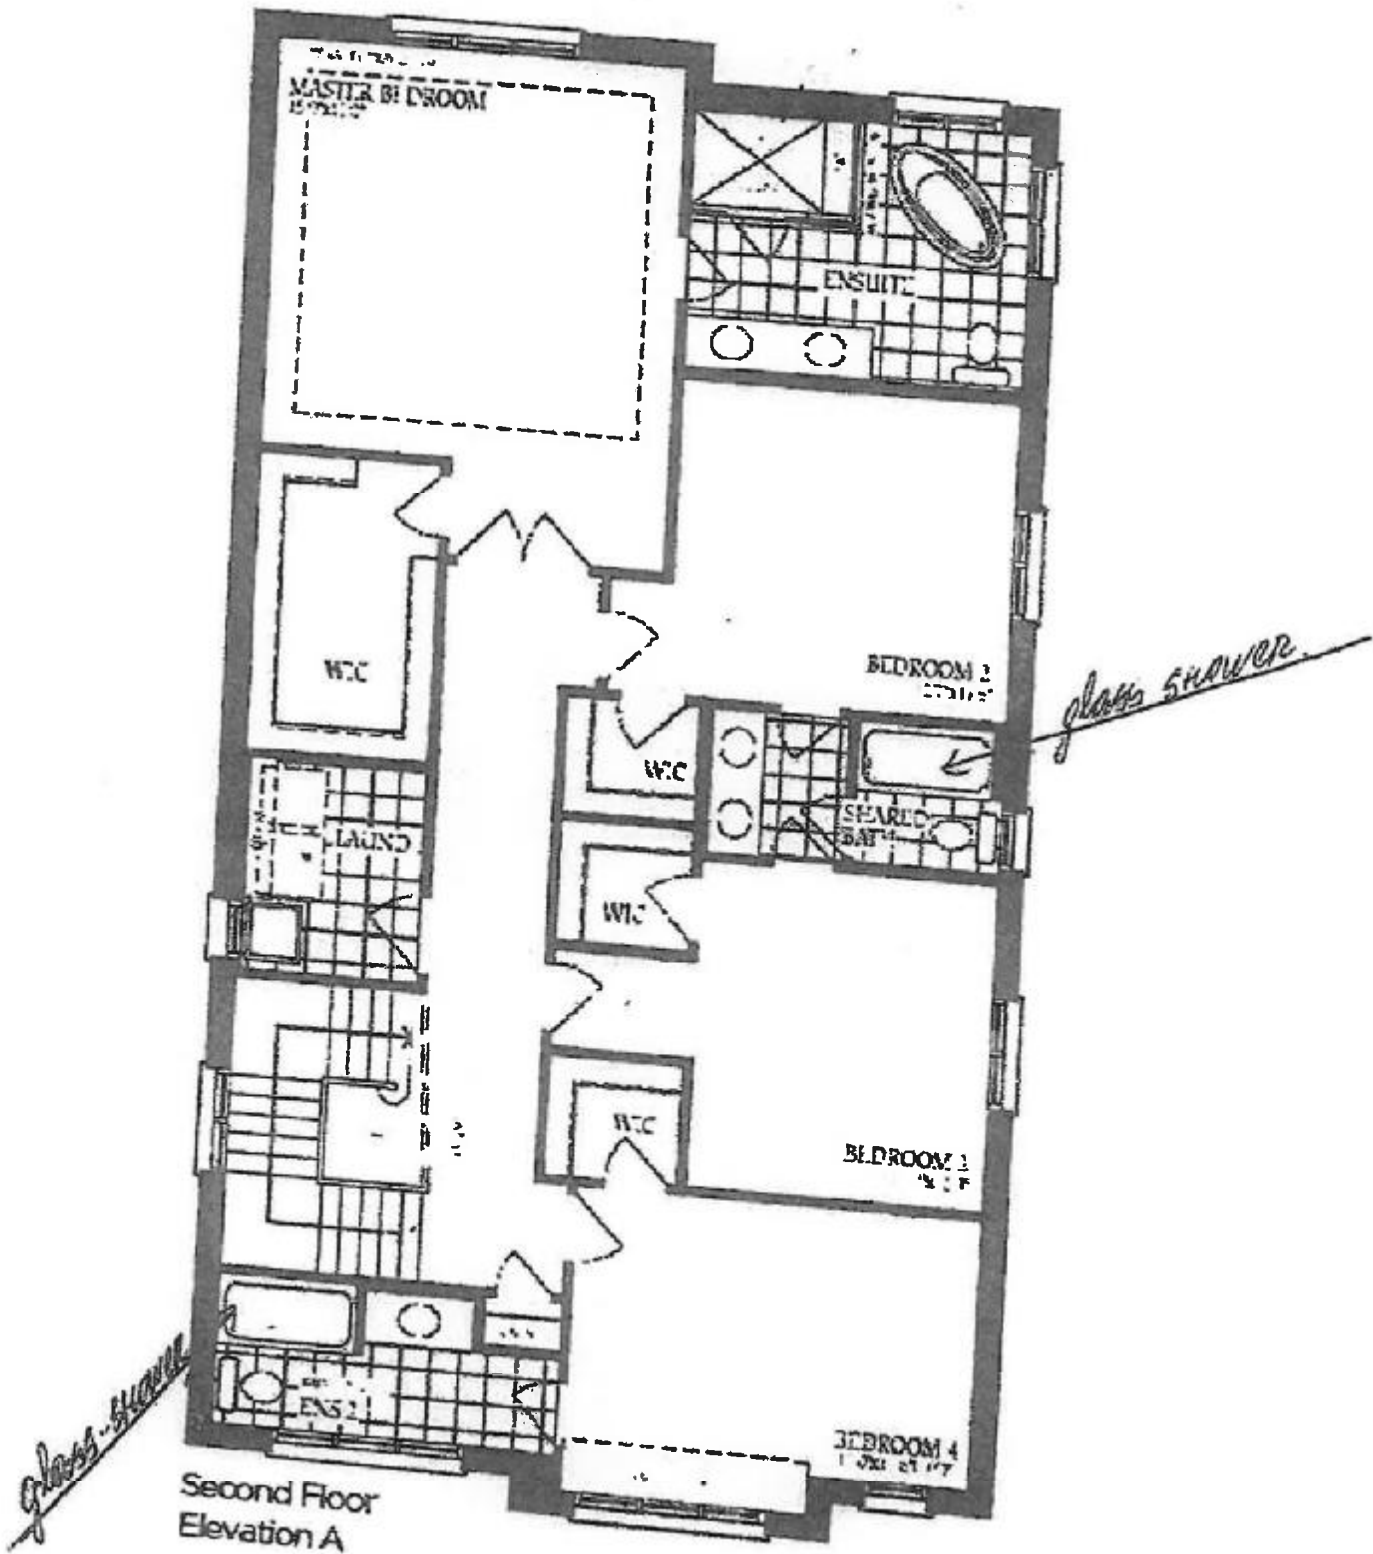 MASTER BEDROOM
ENSUITE
WIC
BEDROOM 2
glass shower
WIC
SHARED
BATH
LAUND
WIC
WIC
BEDROOM 3
ENS 2
glass-shower
BEDROOM 4
Second Floor
Elevation A